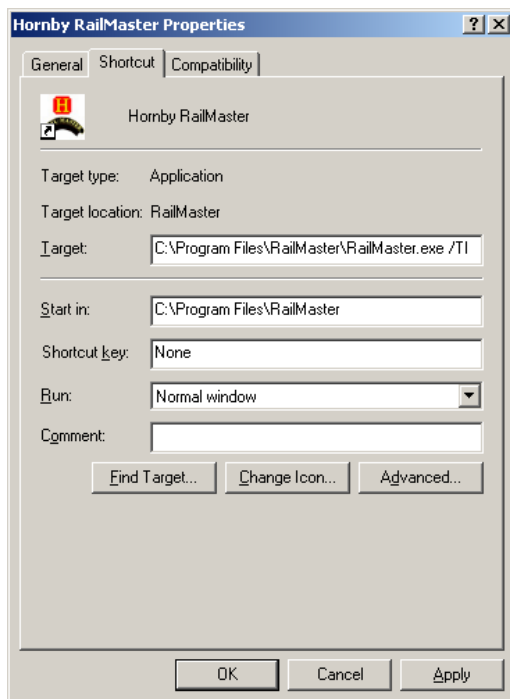 Hornby RailMaster Properties ? X
General Shortcut Compatibility
H
Hornby RailMaster
Target type: Application
Target location: RailMaster
Target: C:\Program Files\RailMaster\RailMaster.exe /TI
Start in: C:\Program Files\RailMaster
Shortcut key: None
Run: Normal window
Comment:
Find Target... Change Icon... Advanced...
OK Cancel Apply